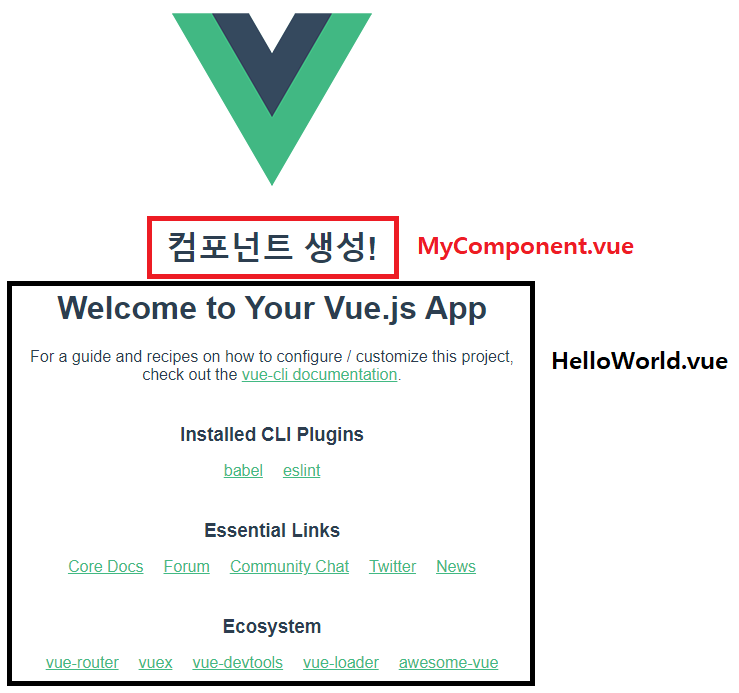 컴포넌트 생성! MyComponent.vue
Welcome to Your Vue.js App
For a guide and recipes on how to configure / customize this project,
check out the vue-cli documentation.
HelloWorld.vue
Installed CLI Plugins
babel eslint
Essential Links
Core Docs Forum Community Chat Twitter News
Ecosystem
vue-router vuex vue-devtools vue-loader awesome-vue